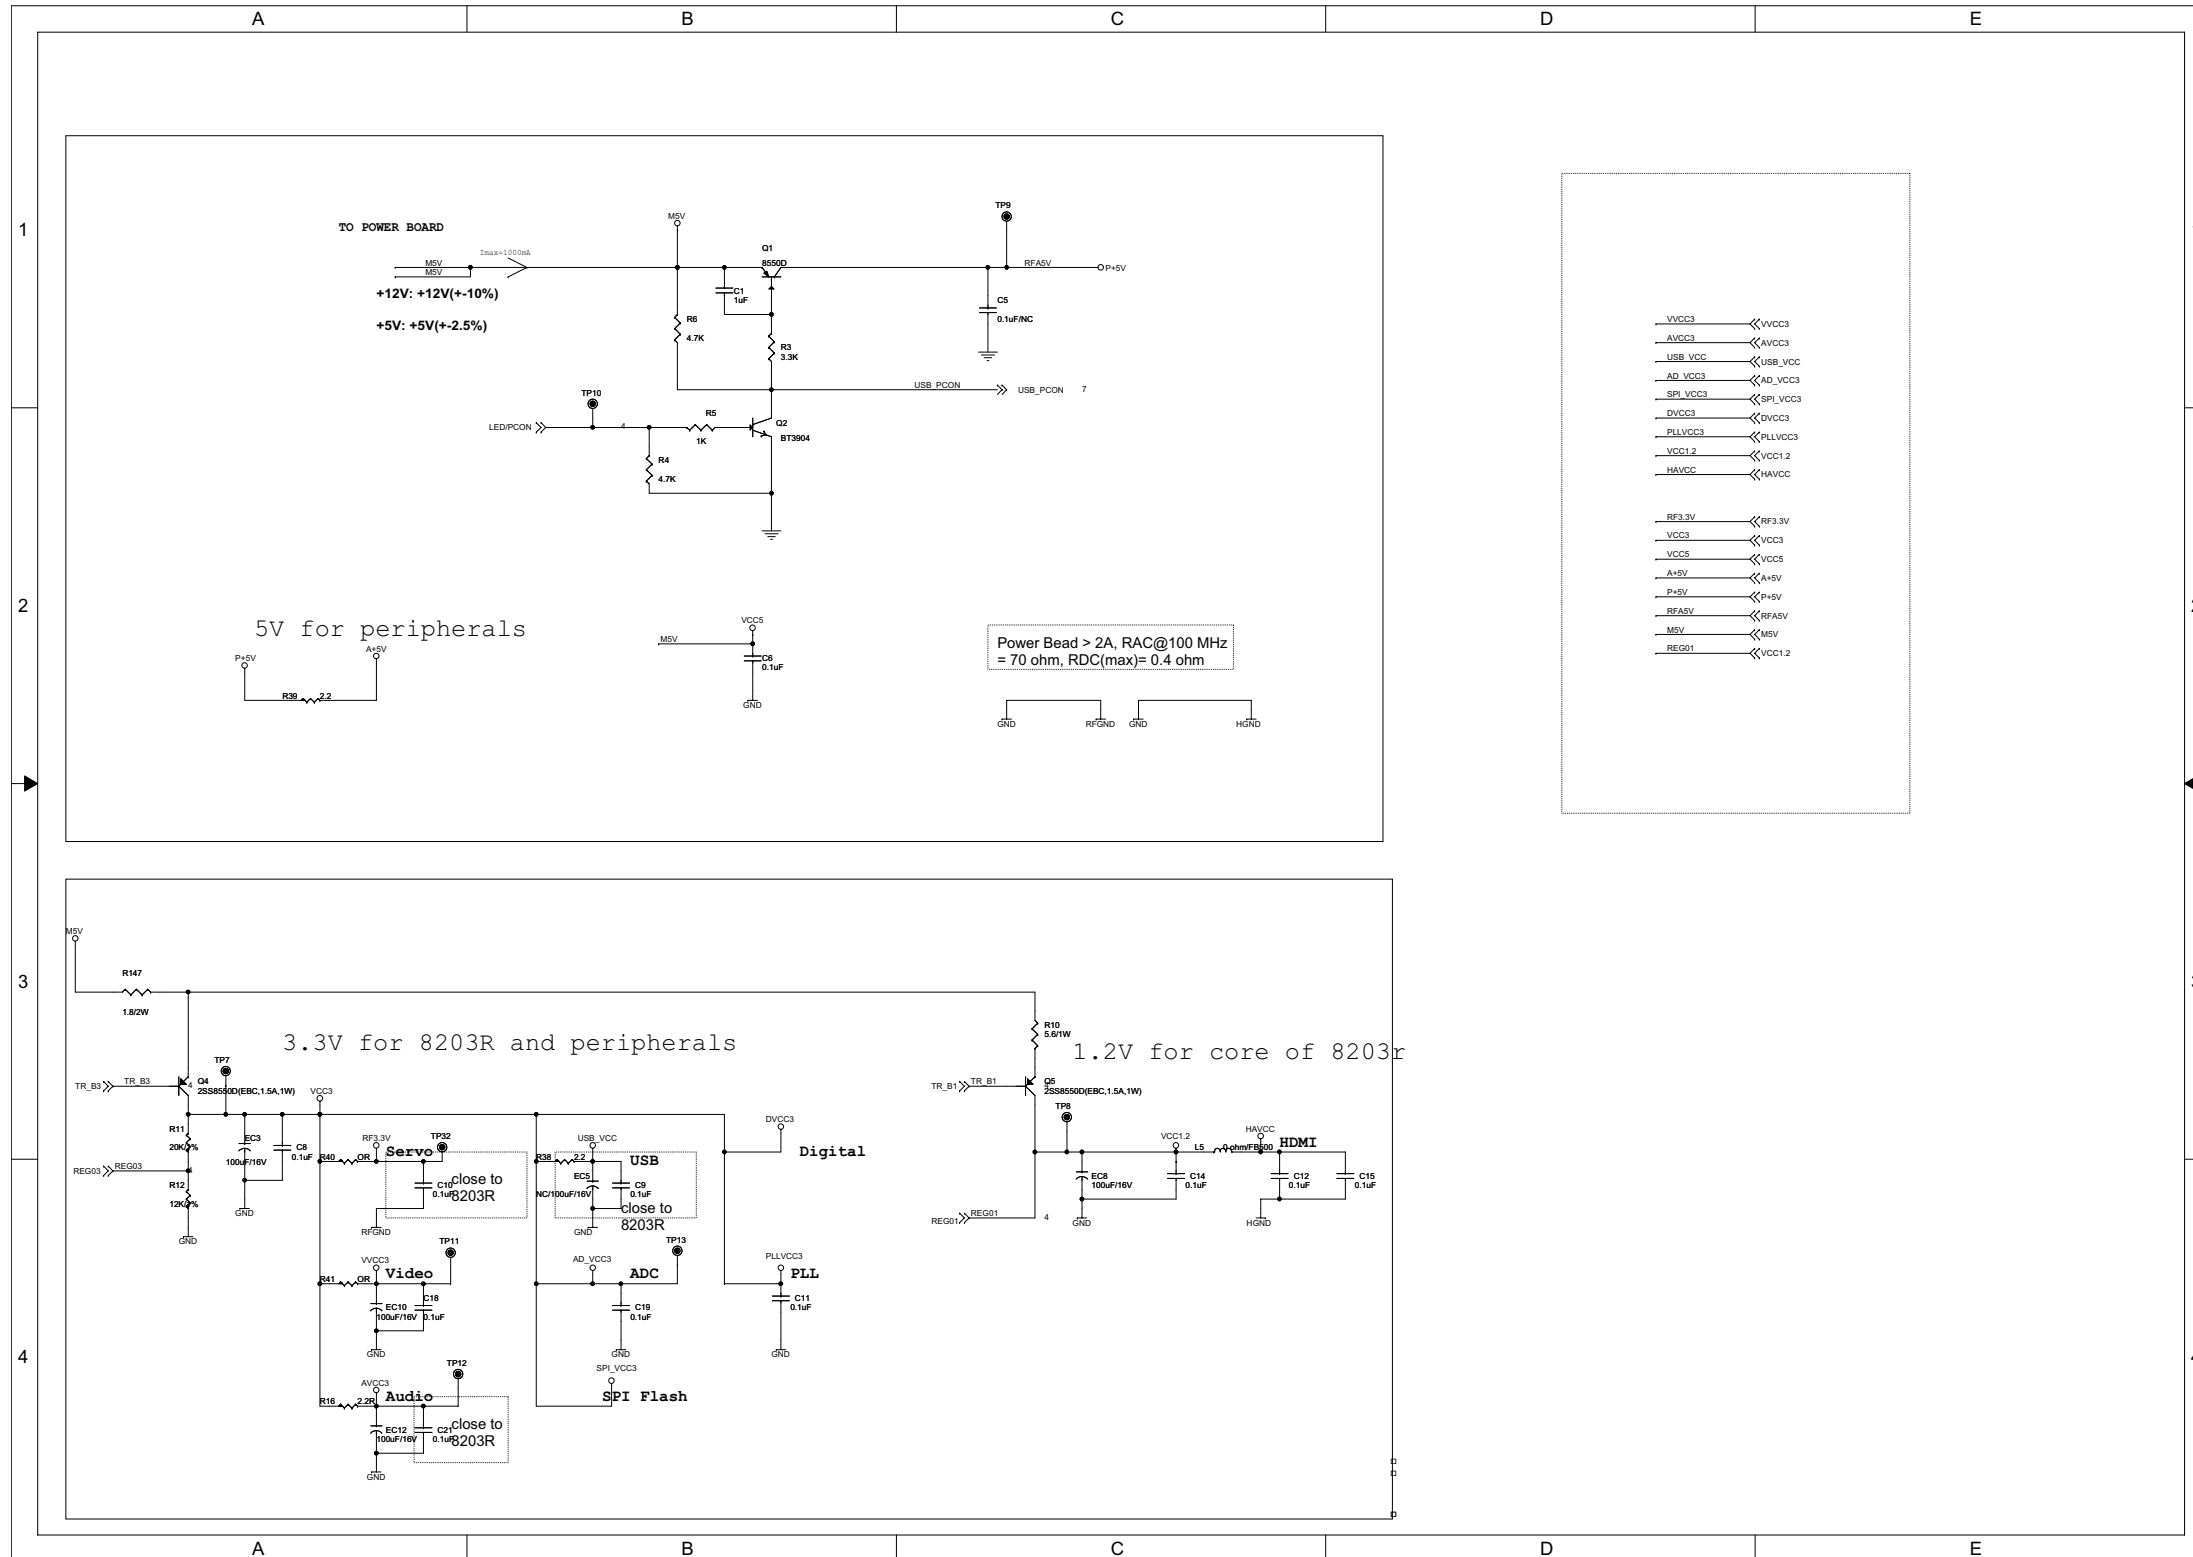 A B C D E
1
TO POWER BOARD
M5V
M5V
Imax=1000mA
+12V: +12V(+-10%)
+5V: +5V(+-2.5%)
M5V
Q1
8550D
C1
1uF
R6
4.7K
R3
3.3K
TP9
RFA5V
P+5V
C5
0.1uF/NC
USB_PCON
USB_PCON 7
TP10
LED/PCON
4
R5
1K
Q2
BT3904
R4
4.7K
VVCC3 VVCC3
AVCC3 AVCC3
USB_VCC USB_VCC
AD_VCC3 AD_VCC3
SPI_VCC3 SPI_VCC3
DVCC3 DVCC3
PLLVCC3 PLLVCC3
VCC1.2 VCC1.2
HAVCC HAVCC
RF3.3V RF3.3V
VCC3 VCC3
VCC5 VCC5
A+5V A+5V
P+5V P+5V
RFA5V RFA5V
M5V M5V
REG01 VCC1.2
2
5V for peripherals
P+5V
A+5V
R39 2.2
M5V
VCC5
C6
0.1uF
GND
Power Bead > 2A, RAC@100 MHz
= 70 ohm, RDC(max)= 0.4 ohm
GND RFGND GND HGND
3
3
M5V
R147
1.8/2W
3.3V for 8203R and peripherals
TP7
TR_B3 TR_B3
4
Q4
2SS8550D(EBC,1.5A,1W)
VCC3
R11
EC3
100uF/16V
C8
0.1uF
REG03 REG03
R12
GND
GND
R40 OR
RF3.3V
Servo
TP32
C10
0.1uF
close to
8203R
RFGND
R38 2.2
USB_VCC
USB
EC5
NC/100uF/16V
C9
0.1uF
close to
8203R
GND
DVCC3
Digital
R41 OR
VVCC3
Video
TP11
EC10
100uF/16V
C18
0.1uF
GND
AD_VCC3
ADC
TP13
C19
0.1uF
GND
PLLVCC3
PLL
C11
0.1uF
GND
4
R16 2.2R
AVCC3
Audio
TP12
EC12
100uF/16V
C21
0.1uF
close to
8203R
GND
SPI_VCC3
SPI Flash
R10
5.6/1W
1.2V for core of 8203r
TR_B1 TR_B1
Q5
2SS8550D(EBC,1.5A,1W)
TP8
VCC1.2
L5 0 ohm/FB500
HAVCC
HDMI
EC8
100uF/16V
C14
0.1uF
C12
0.1uF
C15
0.1uF
REG01 REG01 4
GND
HGND
A B C D E